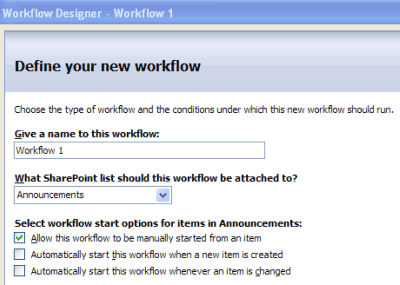 Workflow Designer - Workflow 1
Define your new workflow
Choose the type of workflow and the conditions under which this new workflow should run.
Give a name to this workflow:
Workflow 1
What SharePoint list should this workflow be attached to?
Announcements
Select workflow start options for items in Announcements:
Allow this workflow to be manually started from an item
Automatically start this workflow when a new item is created
Automatically start this workflow whenever an item is changed